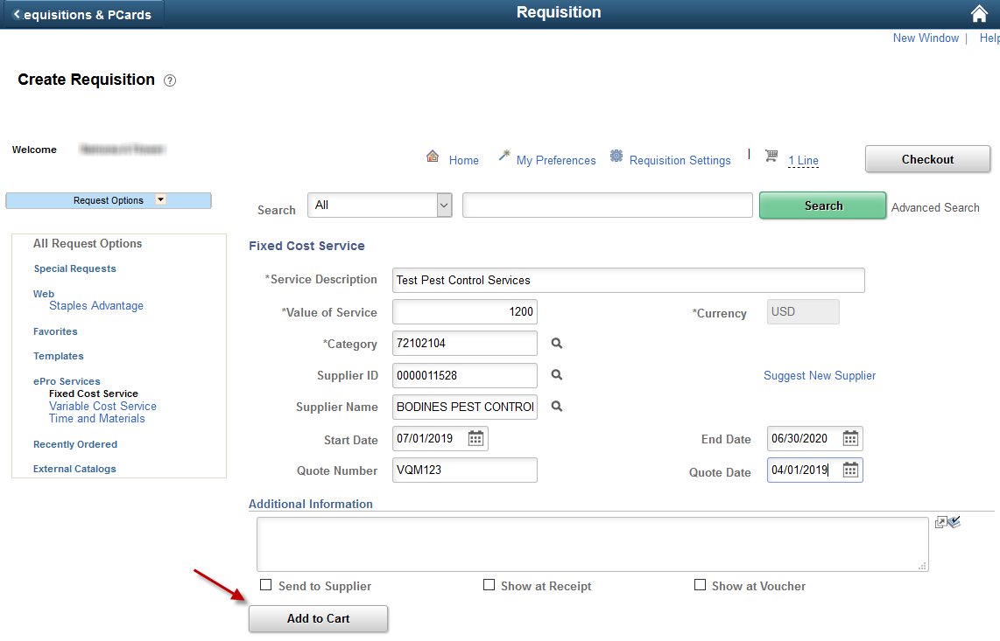 equisitions & PCards
Requisition
New Window | Help
Create Requisition ?
Welcome
Home My Preferences Requisition Settings | 1 Line Checkout
Request Options
Search All Search Advanced Search
All Request Options
Special Requests
Web
Staples Advantage
Favorites
Templates
ePro Services
Fixed Cost Service
Variable Cost Service
Time and Materials
Recently Ordered
External Catalogs
Fixed Cost Service
*Service Description Test Pest Control Services
*Value of Service 1200 *Currency USD
*Category 72102104
Supplier ID 0000011528 Suggest New Supplier
Supplier Name BODINES PEST CONTROL
Start Date 07/01/2019 End Date 06/30/2020
Quote Number VQM123 Quote Date 04/01/2019
Additional Information
Send to Supplier Show at Receipt Show at Voucher
Add to Cart